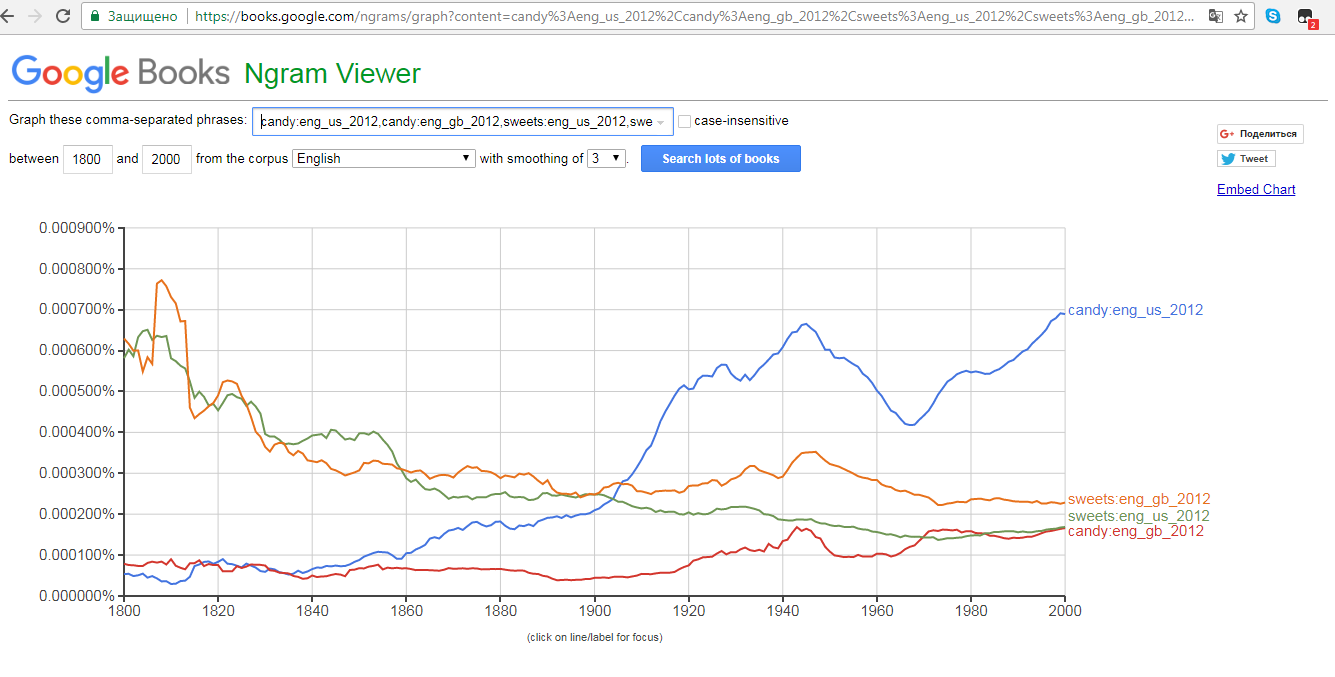 Защищено https://books.google.com/ngrams/graph?content=candy%3Aeng_us_2012%2Ccandy%3Aeng_gb_2012%2Csweets%3Aeng_us_2012%2Csweets%3Aeng_gb_2012... 2
Google Books Ngram Viewer
Graph these comma-separated phrases: candy:eng_us_2012,candy:eng_gb_2012,sweets:eng_us_2012,swe case-insensitive
G+ Поделиться
between 1800 and 2000 from the corpus English with smoothing of 3 . Search lots of books
Tweet
Embed Chart
0.000900%
0.000800%
0.000700%
candy:eng_us_2012
0.000600%
0.000500%
0.000400%
0.000300%
sweets:eng_gb_2012
0.000200%
sweets:eng_us_2012
candy:eng_gb_2012
0.000100%
0.000000%
1800 1820 1840 1860 1880 1900 1920 1940 1960 1980 2000
(click on line/label for focus)